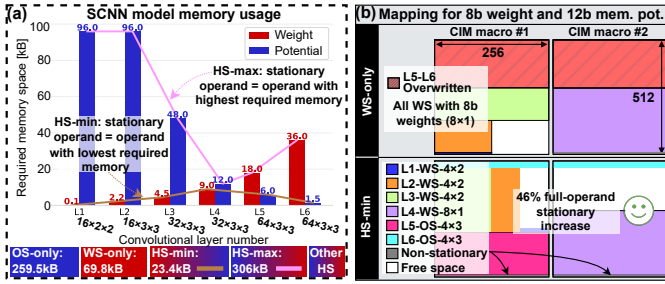 (a) SCNN model memory usage
Required memory space [kB]
100
80
60
40
20
0
Weight
Potential
96.0
96.0
48.0
36.0
18.0
12.0
9.0
6.0
4.5
2.2
1.5
0.1
HS-max: stationary
operand = operand with
highest required memory
HS-min: stationary
operand = operand
with lowest required
memory
L1
L2
L3
L4
L5
L6
16×2×2
16×3×3
32×3×3
32×3×3
64×3×3
64×3×3
Convolutional layer number
OS-only:
259.5kB
WS-only:
69.8kB
HS-min:
23.4kB
HS-max:
306kB
Other
HS
(b) Mapping for 8b weight and 12b mem. pot.
CIM macro #1
CIM macro #2
WS-only
256
512
L5-L6
Overwritten
All WS with 8b
weights (8×1)
HS-min
L1-WS-4×2
L2-WS-4×2
L3-WS-4×2
L4-WS-8×1
L5-OS-4×3
L6-OS-4×3
Non-stationary
Free space
46% full-operand
stationary
increase